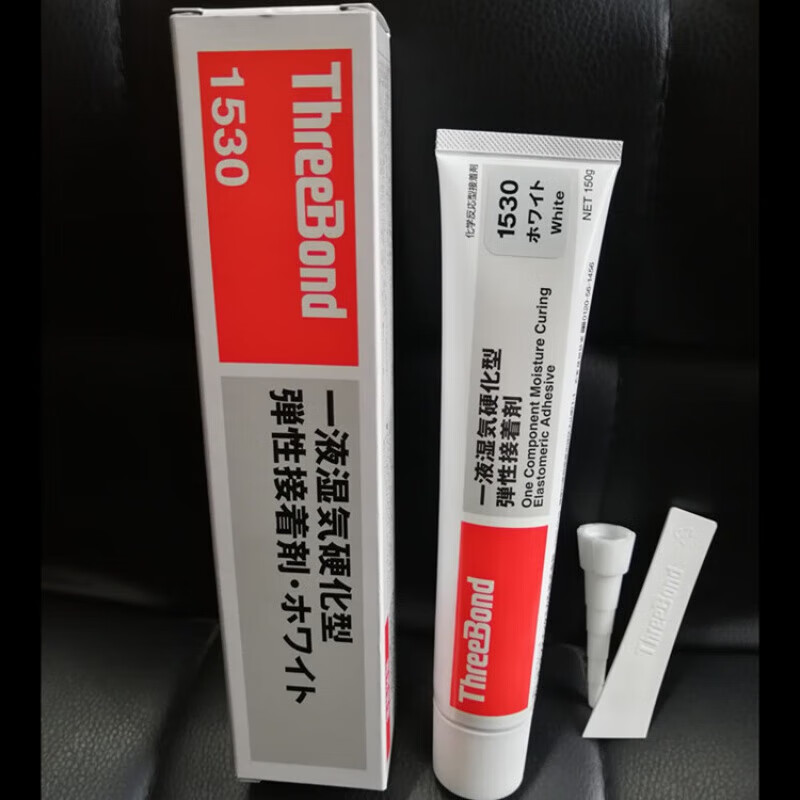 ThreeBond
1530
一液湿気硬化型
弾性接着剤・ホワイト
化学反応型接着剤
1530
ホワイト
White
NET 150g
一液湿気硬化型
弾性接着剤
One Component Moisture Curing
Elastomeric Adhesive
ThreeBond
ThreeBond